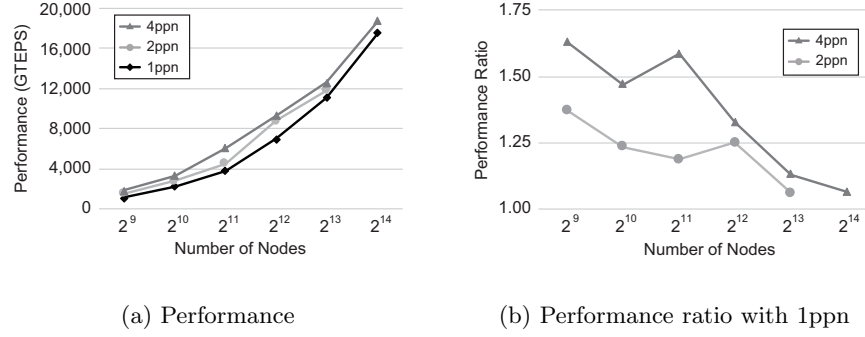 20,000
16,000
12,000
8,000
4,000
0
Performance (GTEPS)
4ppn
2ppn
1ppn
2^9 2^10 2^11 2^12 2^13 2^14
Number of Nodes
(a) Performance
1.75
1.50
1.25
1.00
Performance Ratio
4ppn
2ppn
2^9 2^10 2^11 2^12 2^13 2^14
Number of Nodes
(b) Performance ratio with 1ppn